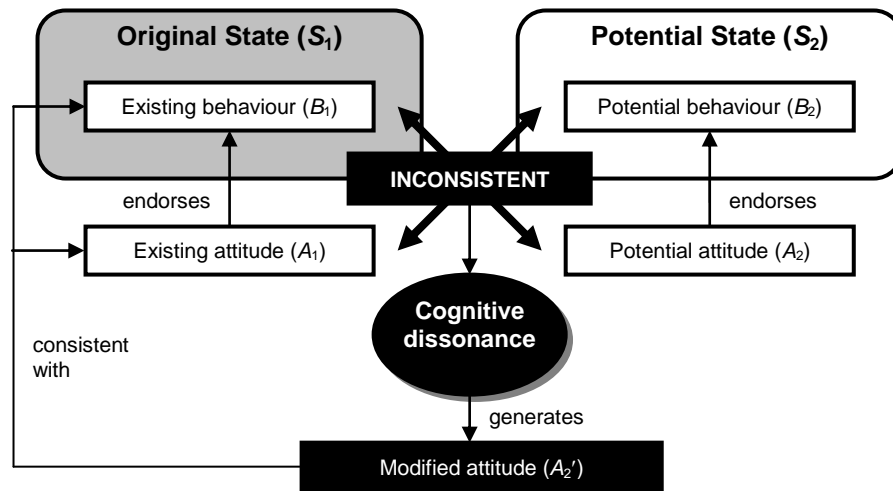 Original State (S₁)
Potential State (S₂)
Existing behaviour (B₁)
Potential behaviour (B₂)
INCONSISTENT
endorses
endorses
Existing attitude (A₁)
Potential attitude (A₂)
Cognitive
dissonance
consistent
with
generates
Modified attitude (A₂′)